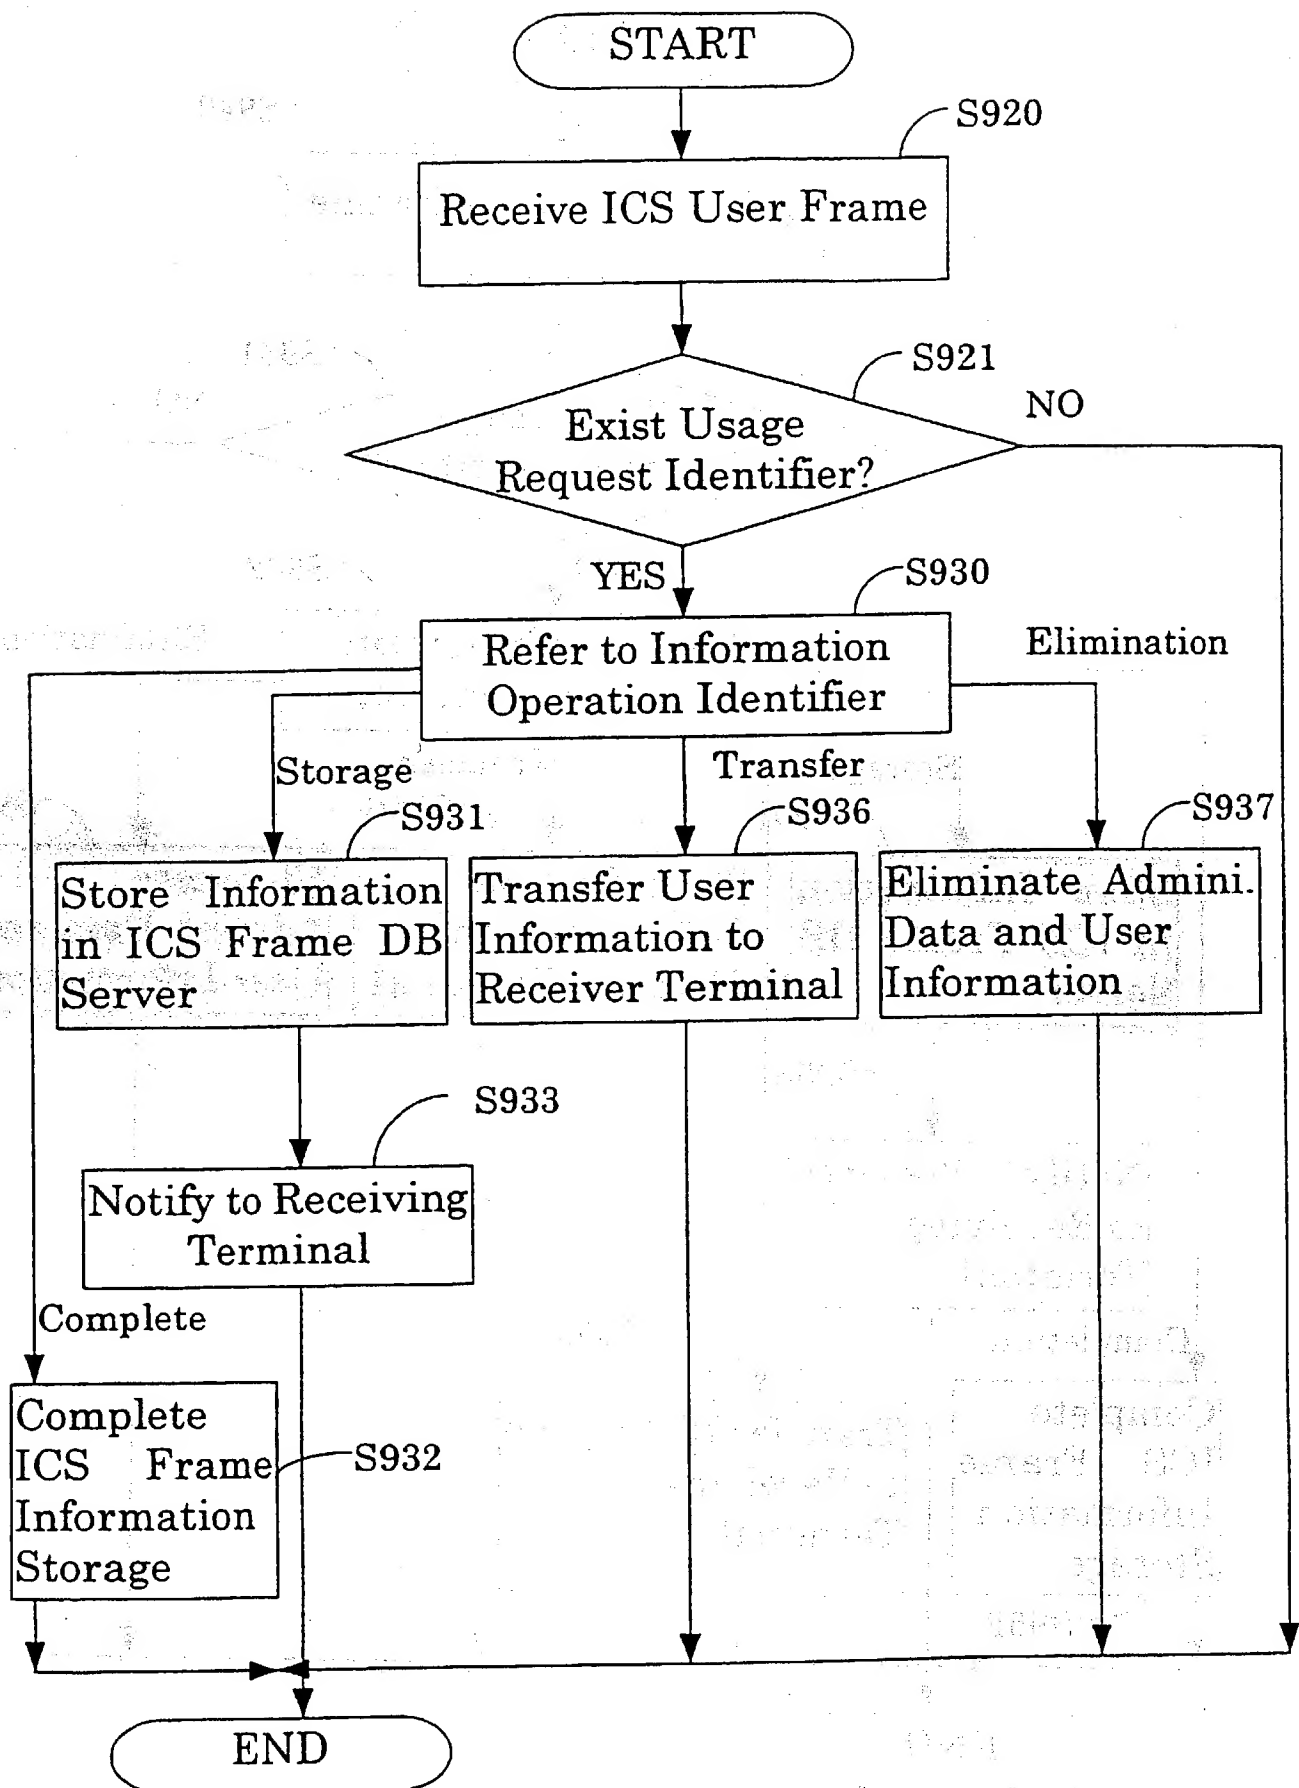 START
S920
Receive ICS User Frame
S921
NO
Exist Usage
Request Identifier?
YES
S930
Refer to Information
Operation Identifier
Elimination
Storage
Transfer
S931
S936
S937
Store Information
in ICS Frame DB
Server
Transfer User
Information to
Receiver Terminal
Eliminate Admini.
Data and User
Information
S933
Notify to Receiving
Terminal
Complete
Complete
ICS Frame
Information
Storage
S932
END